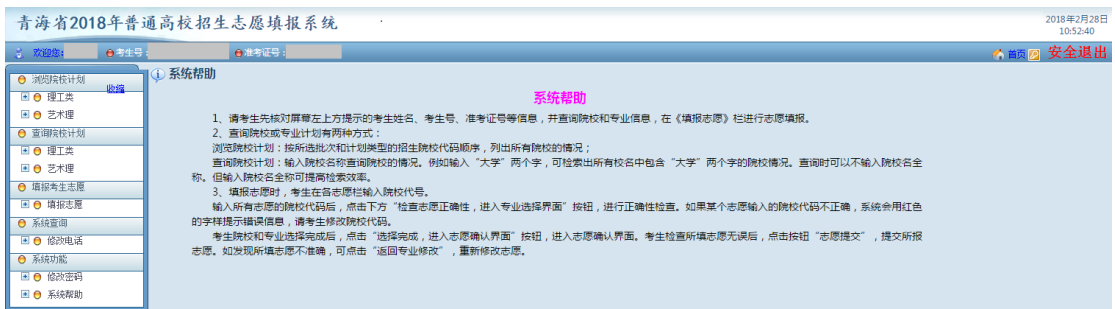 青海省2018年普通高校招生志愿填报系统
2018年2月28日
10:52:40
欢迎您: 考生号: 准考证号:
首页 安全退出
浏览院校计划
收缩
理工类
艺术理
查询院校计划
理工类
艺术理
填报考生志愿
填报志愿
系统查询
修改电话
系统功能
修改密码
系统帮助
系统帮助
系统帮助
1、请考生先核对屏幕左上方提示的考生姓名、考生号、准考证号等信息，并查询院校和专业信息，在《填报志愿》栏进行志愿填报。
2、查询院校或专业计划有两种方式：
浏览院校计划：按所选批次和计划类型的招生院校代码顺序，列出所有院校的情况；
查询院校计划：输入院校名称查询院校的情况。例如输入“大学”两个字，可检索出所有校名中包含“大学”两个字的院校情况。查询时可以不输入院校名全
称。但输入院校名全称可提高检索效率。
3、填报志愿时，考生在各志愿栏输入院校代号。
输入所有志愿的院校代码后，点击下方“检查志愿正确性，进入专业选择界面”按钮，进行正确性检查。如果某个志愿输入的院校代码不正确，系统会用红色
的字样提示错误信息，请考生修改院校代码。
考生院校和专业选择完成后，点击“选择完成，进入志愿确认界面”按钮，进入志愿确认界面。考生检查所填志愿无误后，点击按钮“志愿提交”，提交所报
志愿。如发现所填志愿不准确，可点击“返回专业修改”，重新修改志愿。